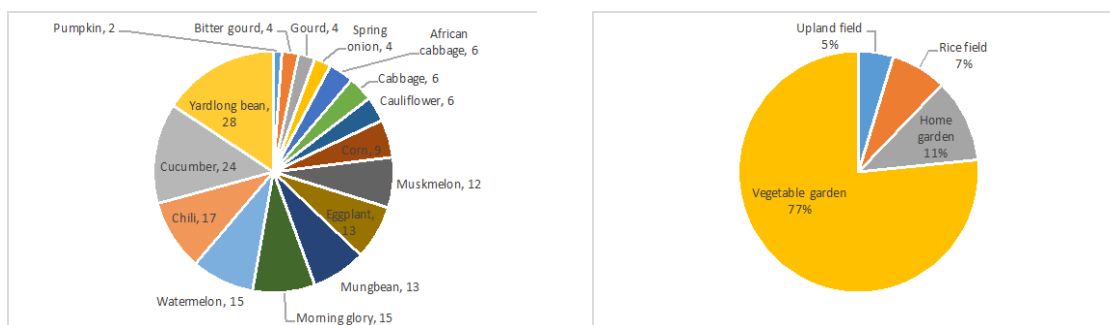 Pumpkin, 2
Bitter gourd, 4
Gourd, 4
Spring
onion, 4
African
cabbage, 6
Cabbage, 6
Cauliflower, 6
Corn, 9
Muskmelon, 12
Eggplant,
13
Mungbean, 13
Morning glory, 15
Watermelon, 15
Chili, 17
Cucumber, 24
Yardlong bean,
28
Upland field
5%
Rice field
7%
Home
garden
11%
Vegetable garden
77%